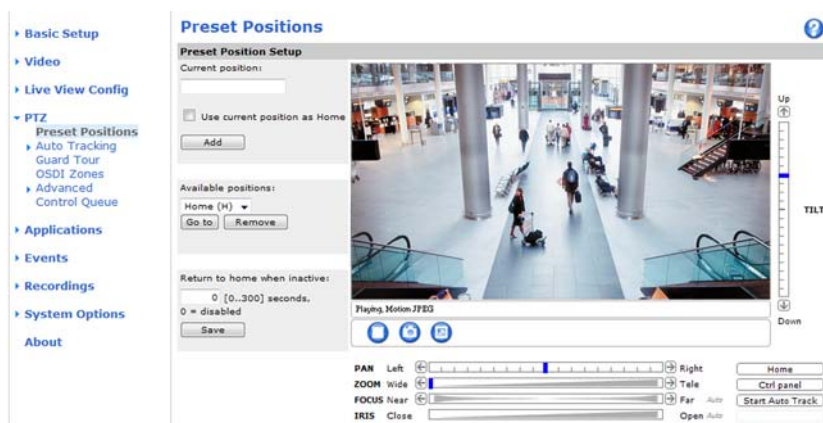 Basic Setup
Video
Live View Config
PTZ
Preset Positions
Auto Tracking
Guard Tour
OSDI Zones
Advanced
Control Queue
Applications
Events
Recordings
System Options
About
Preset Positions
?
Preset Position Setup
Current position:
Use current position as Home
Add
Available positions:
Home (H)
Go to Remove
Return to home when inactive:
0 [0..300] seconds.
0 = disabled
Save
Up
TILT
Down
Playing, Motion JPEG
PAN Left Right Home
ZOOM Wide Tele Ctrl panel
FOCUS Near Far Auto Start Auto Track
IRIS Close Open Auto